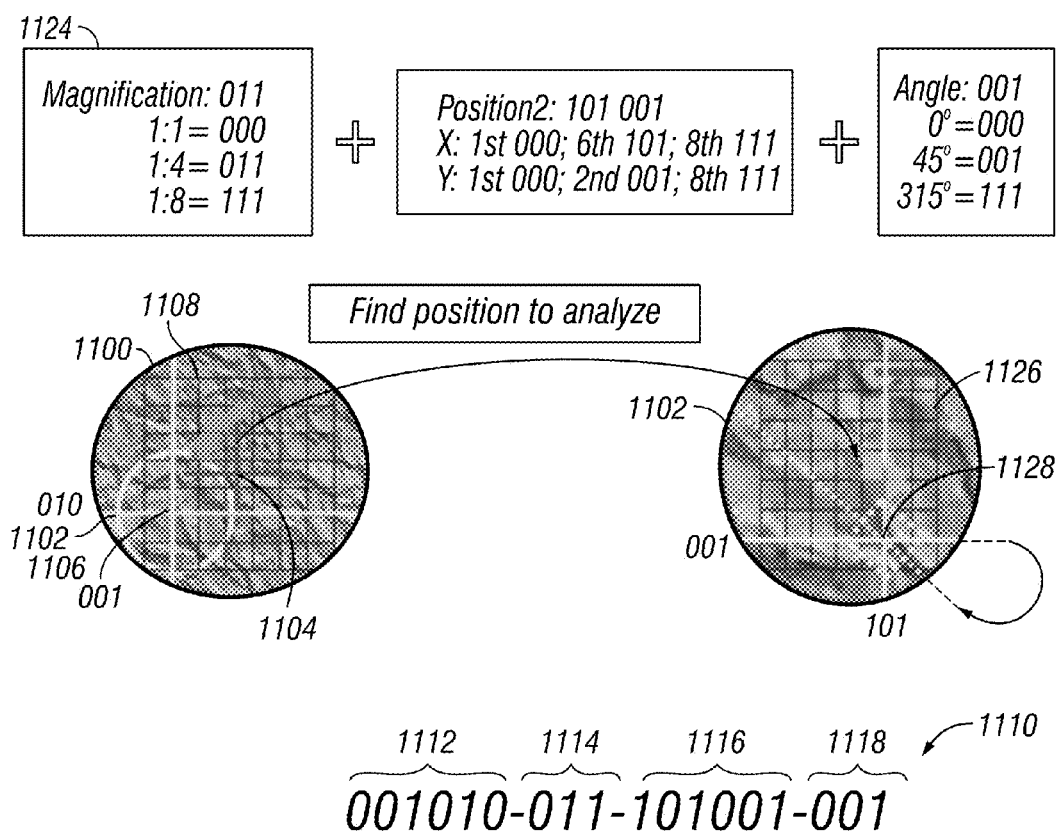 1124
Magnification: 011
1:1 = 000
1:4 = 011
1:8 = 111
+
Position2: 101 001
X: 1st 000; 6th 101; 8th 111
Y: 1st 000; 2nd 001; 8th 111
+
Angle: 001
0° = 000
45° = 001
315° = 111
Find position to analyze
1108
1100
010
1102
1106
001
1104
1102
1126
1128
001
101
1110
1112 1114 1116 1118
001010-011-101001-001